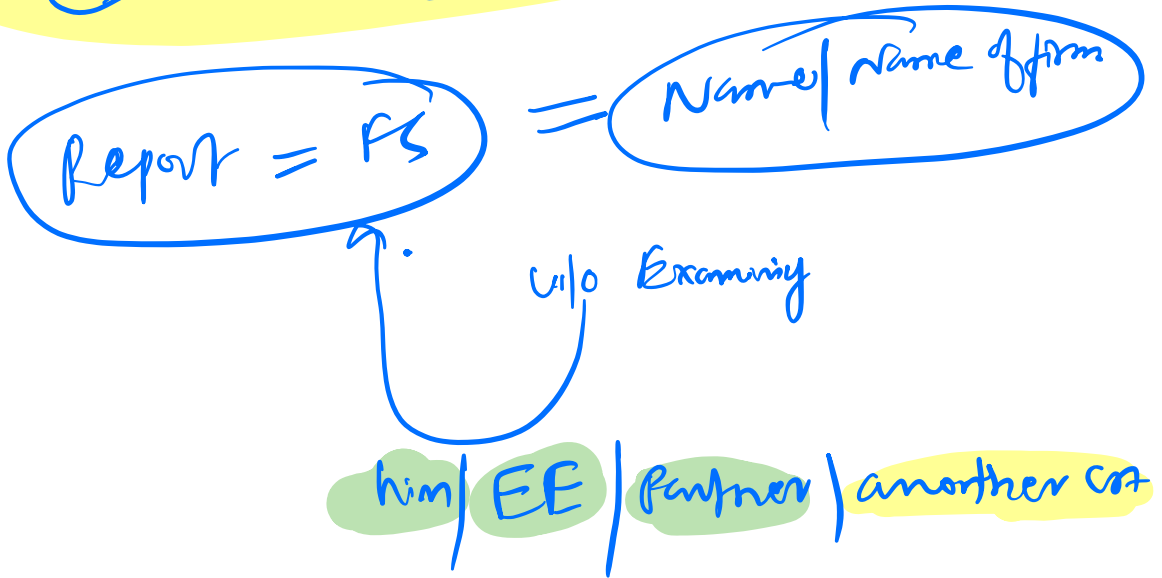 Report = FS = Name | Name of firm
w/o Examining
him | EE | Partner | another CA